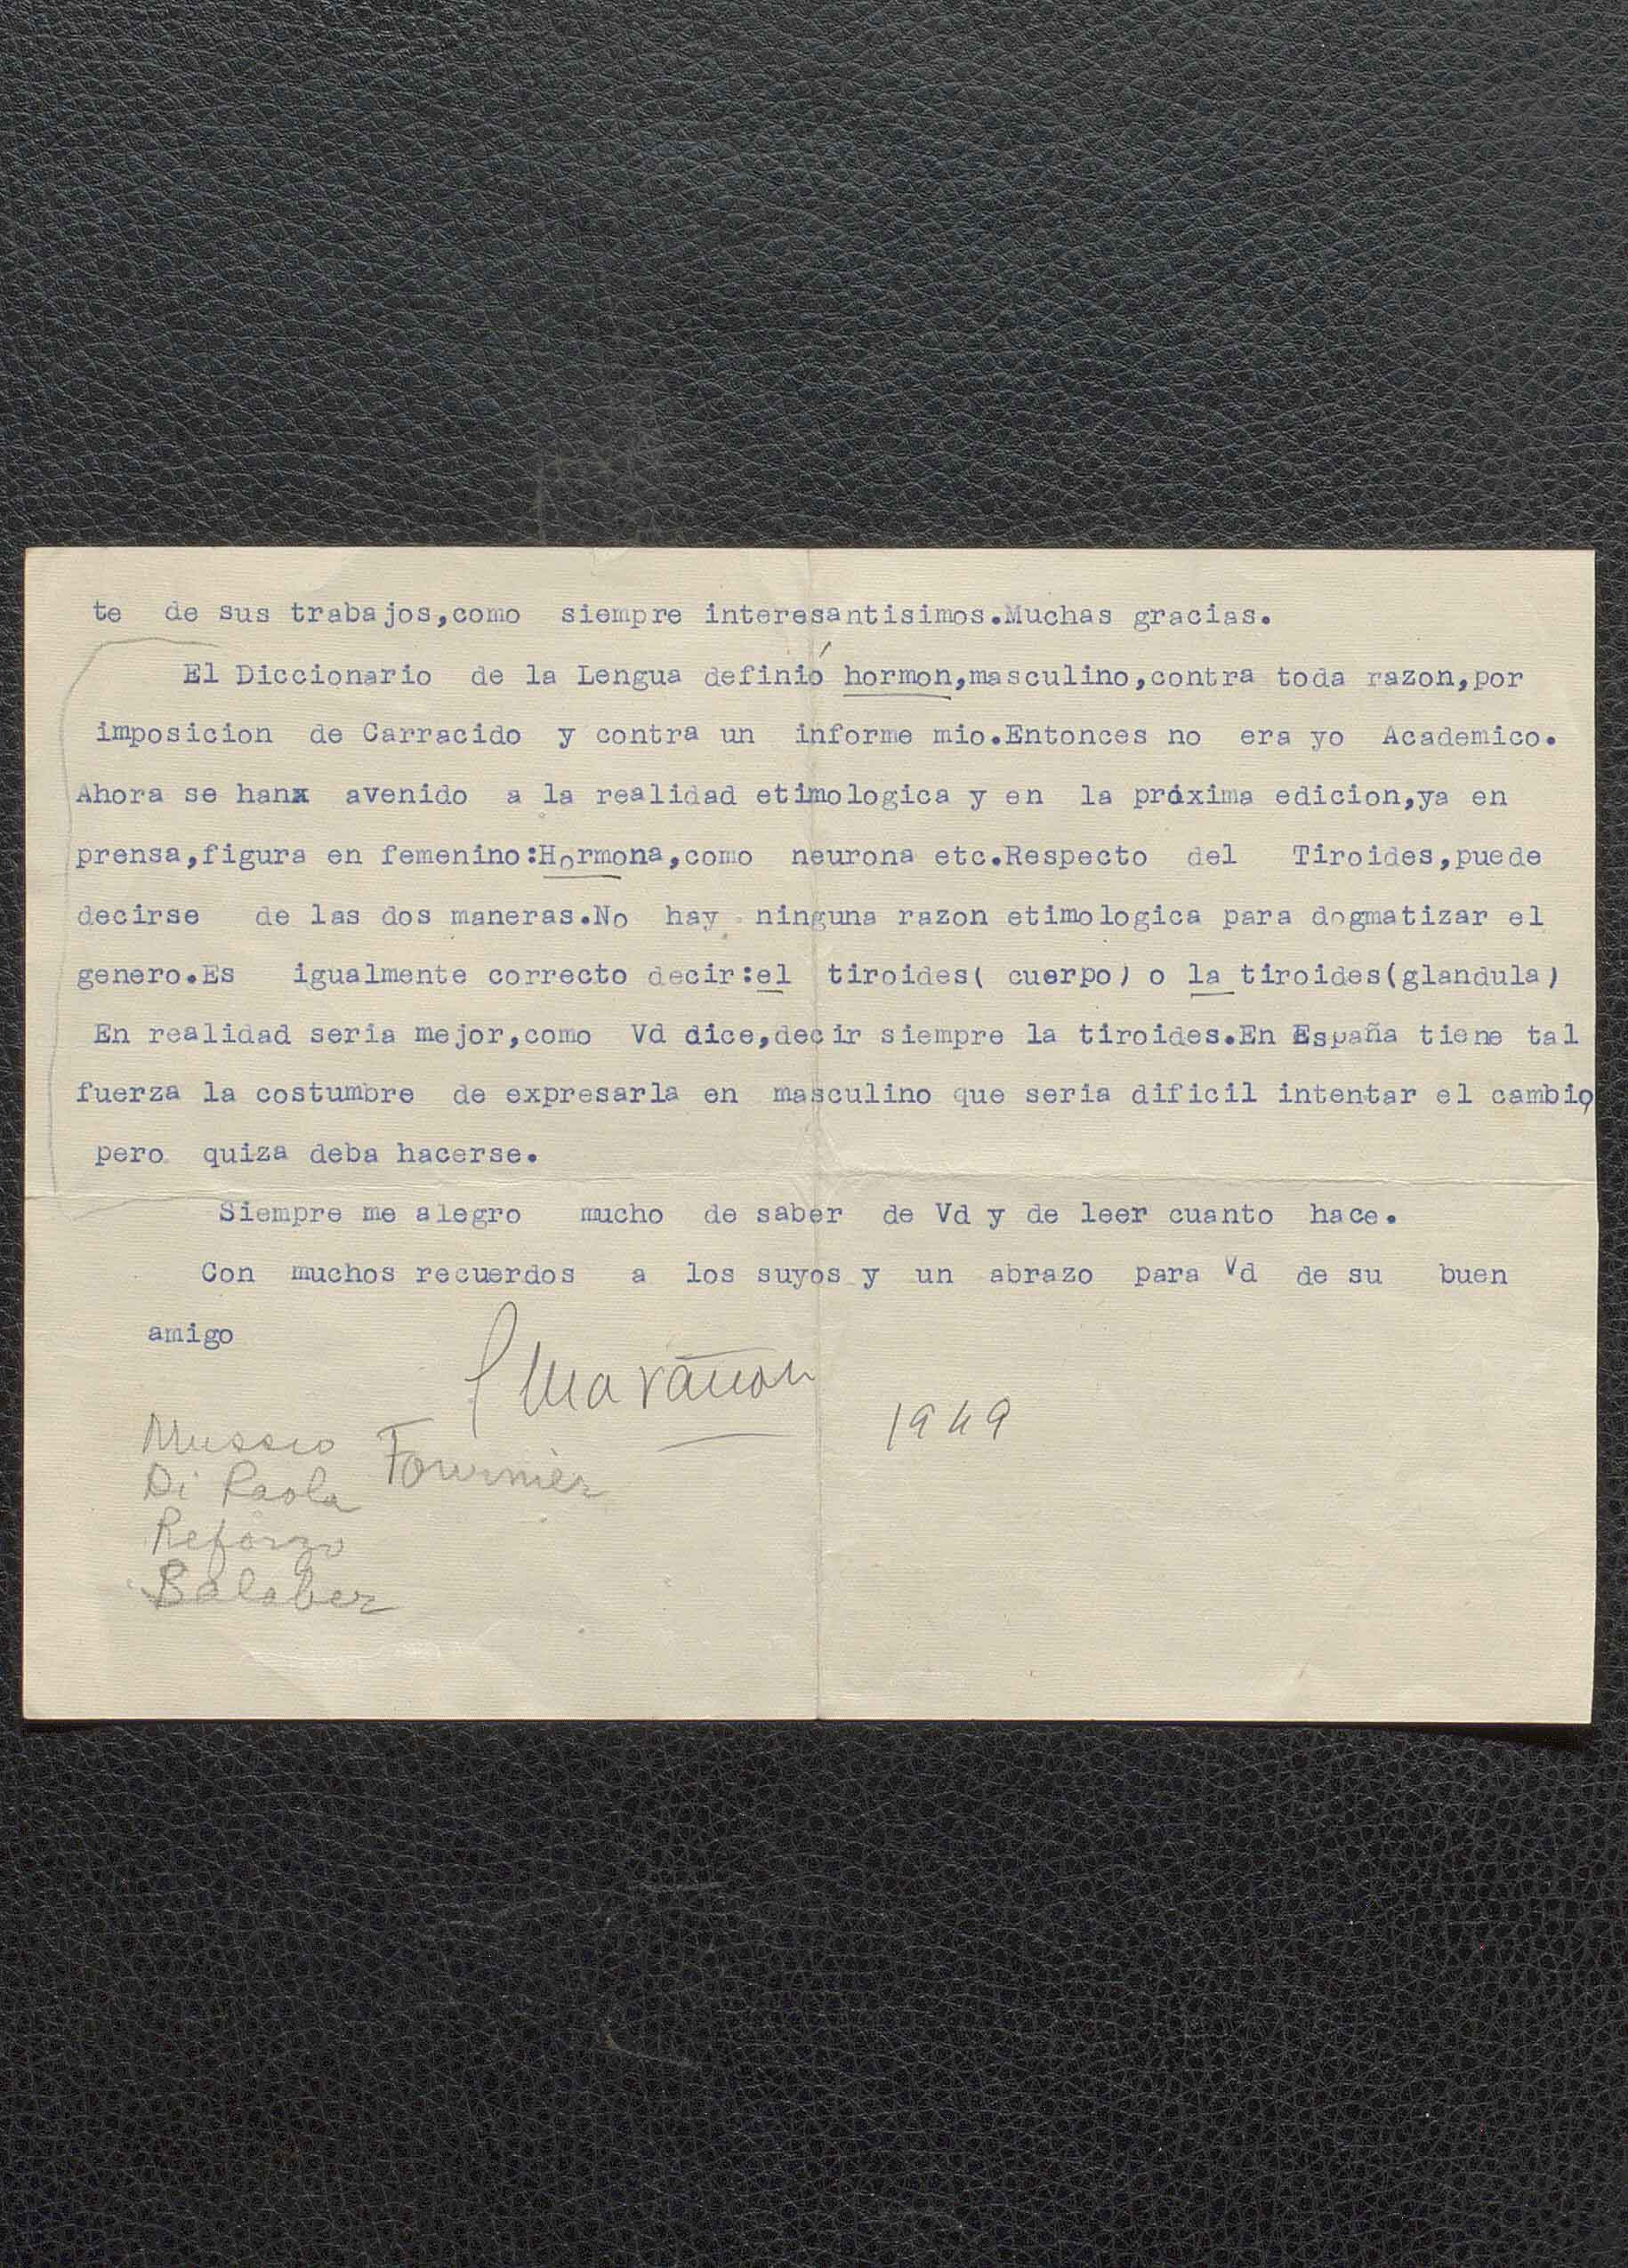 te de sus trabajos,como siempre interesantisimos.Muchas gracias.
El Diccionario de la Lengua definió hormon,masculino,contra toda razon,por
imposicion de Carracido y contra un informe mio.Entonces no era yo Academico.
Ahora se hanx avenido a la realidad etimologica y en la próxima edicion,ya en
prensa,figura en femenino:Hormona,como neurona etc.Respecto del Tiroides,puede
decirse de las dos maneras.No hay ninguna razon etimologica para dogmatizar el
genero.Es igualmente correcto decir:el tiroides( cuerpo) o la tiroides(glandula)
En realidad seria mejor,como Vd dice,decir siempre la tiroides.En España tiene tal
fuerza la costumbre de expresarla en masculino que seria dificil intentar el cambio,
pero quiza deba hacerse.
Siempre me alegro mucho de saber de Vd y de leer cuanto hace.
Con muchos recuerdos a los suyos y un abrazo para Vd de su buen
amigo
G Marañon
1949
Mussio Fournier
Di Paola
Reforzo
Salaber